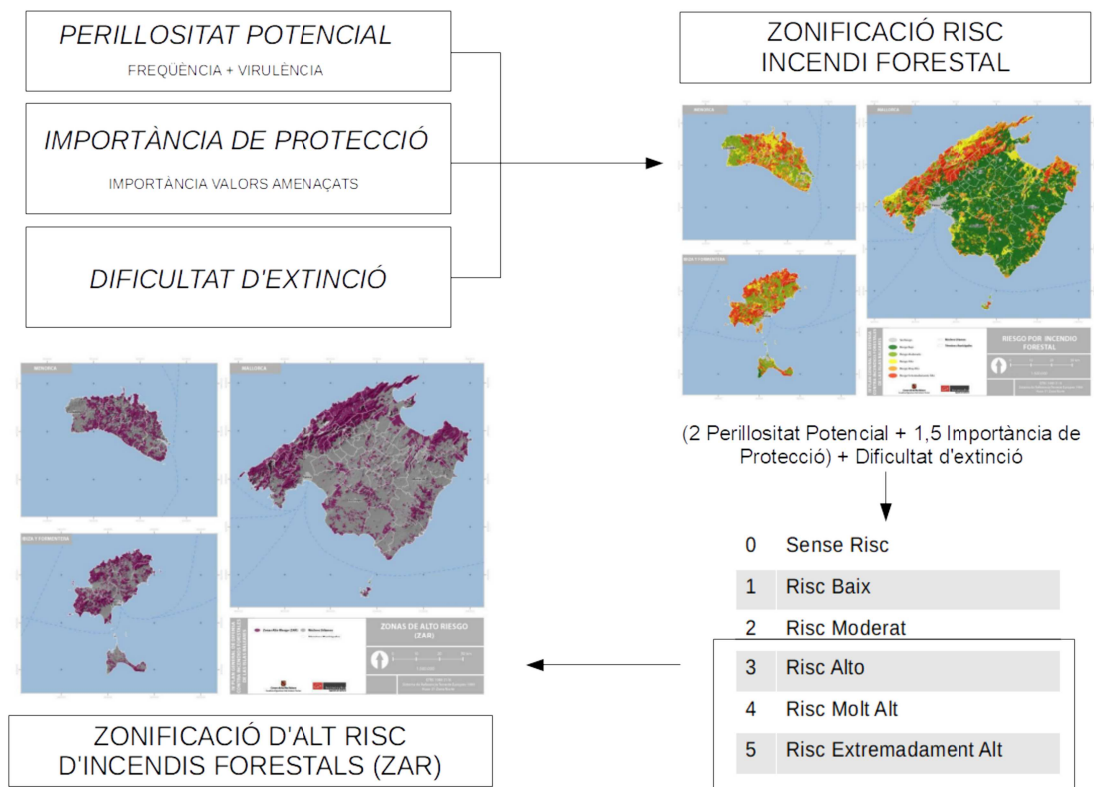 PERILLOSITAT POTENCIAL
FREQÜÈNCIA + VIRULÈNCIA
IMPORTÀNCIA DE PROTECCIÓ
IMPORTÀNCIA VALORS AMENAÇATS
DIFICULTAT D'EXTINCIÓ
ZONIFICACIÓ RISC
INCENDI FORESTAL
MENORCA
MALLORCA
IBIZA Y FORMENTERA
RIESGO POR INCENDIO
FORESTAL
(2 Perillositat Potencial + 1,5 Importància de
Protecció) + Dificultat d'extinció
0 Sense Risc
1 Risc Baix
2 Risc Moderat
3 Risc Alto
4 Risc Molt Alt
5 Risc Extremadament Alt
MENORCA
MALLORCA
IBIZA Y FORMENTERA
ZONAS DE ALTO RIESGO
(ZAR)
ZONIFICACIÓ D'ALT RISC
D'INCENDIS FORESTALS (ZAR)